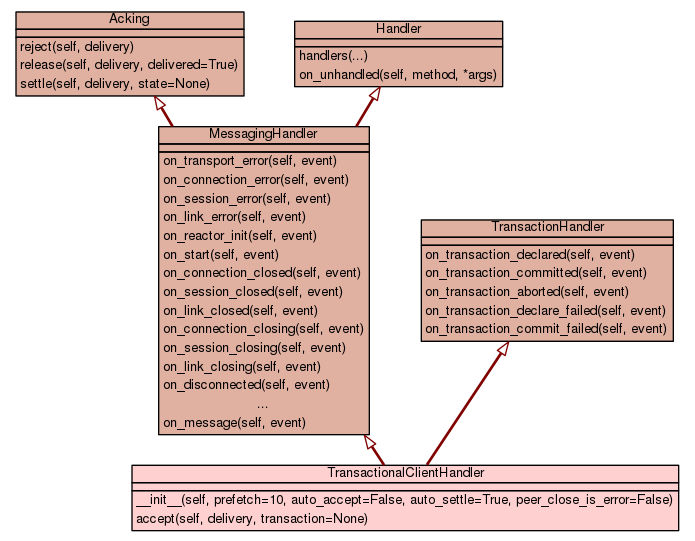 Acking
reject(self, delivery)
release(self, delivery, delivered=True)
settle(self, delivery, state=None)
Handler
handlers(...)
on_unhandled(self, method, *args)
MessagingHandler
on_transport_error(self, event)
on_connection_error(self, event)
on_session_error(self, event)
on_link_error(self, event)
on_reactor_init(self, event)
on_start(self, event)
on_connection_closed(self, event)
on_session_closed(self, event)
on_link_closed(self, event)
on_connection_closing(self, event)
on_session_closing(self, event)
on_link_closing(self, event)
on_disconnected(self, event)
...
on_message(self, event)
TransactionHandler
on_transaction_declared(self, event)
on_transaction_committed(self, event)
on_transaction_aborted(self, event)
on_transaction_declare_failed(self, event)
on_transaction_commit_failed(self, event)
TransactionalClientHandler
__init__(self, prefetch=10, auto_accept=False, auto_settle=True, peer_close_is_error=False)
accept(self, delivery, transaction=None)